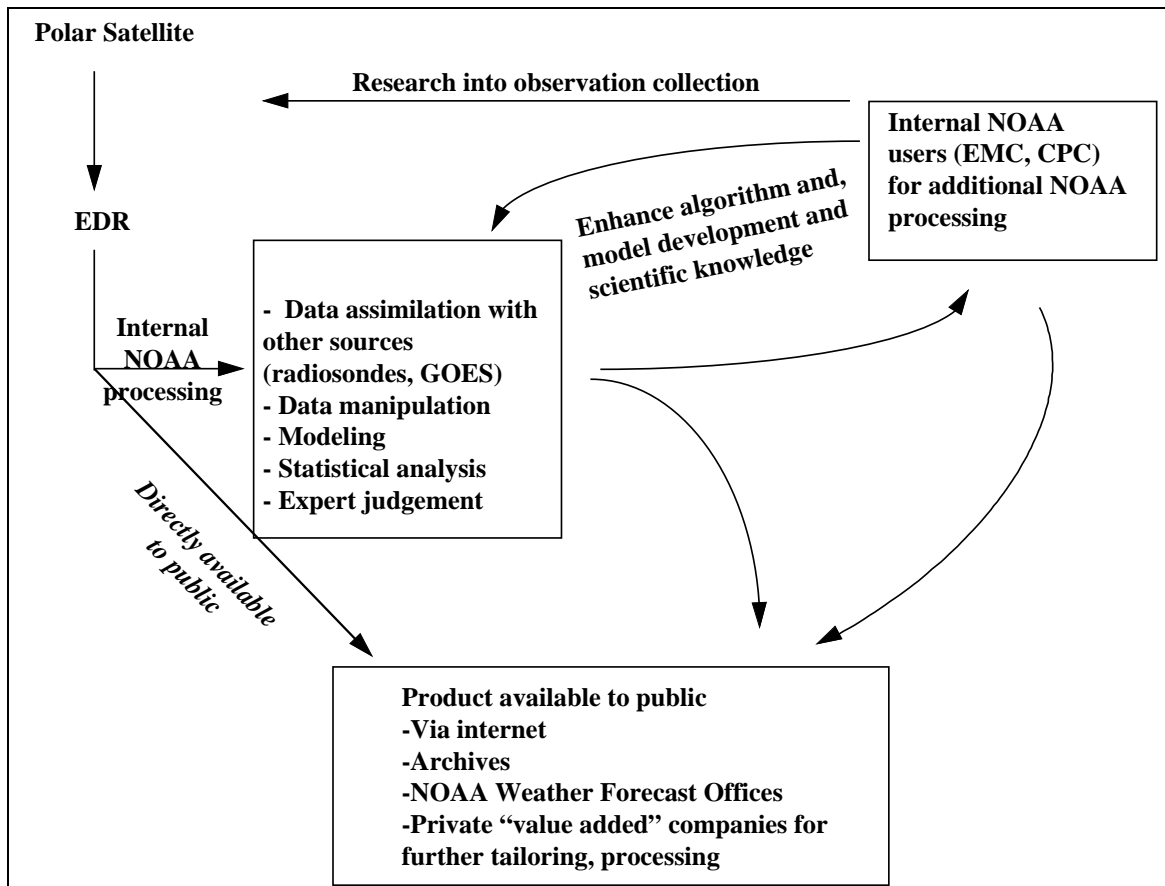 Polar Satellite
Research into observation collection
Internal NOAA
users (EMC, CPC)
for additional NOAA
processing
Enhance algorithm and,
model development and
scientific knowledge
EDR
Internal
NOAA
processing
- Data assimilation with
other sources
(radiosondes, GOES)
- Data manipulation
- Modeling
- Statistical analysis
- Expert judgement
Directly available
to public
Product available to public
-Via internet
-Archives
-NOAA Weather Forecast Offices
-Private “value added” companies for
further tailoring, processing